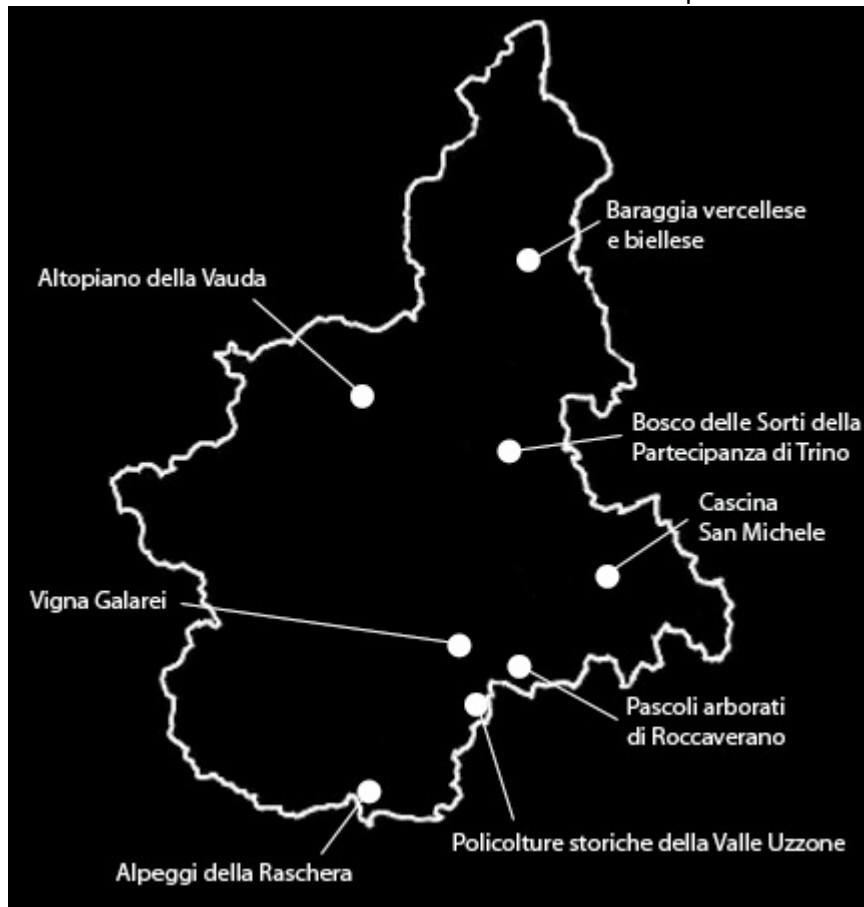 Baraggia vercellese
e biellese
Altopiano della Vauda
Bosco delle Sorti della
Partecipanza di Trino
Cascina
San Michele
Vigna Galarei
Pascoli arborati
di Roccaverano
Policolture storiche della Valle Uzzone
Alpeggi della Raschera